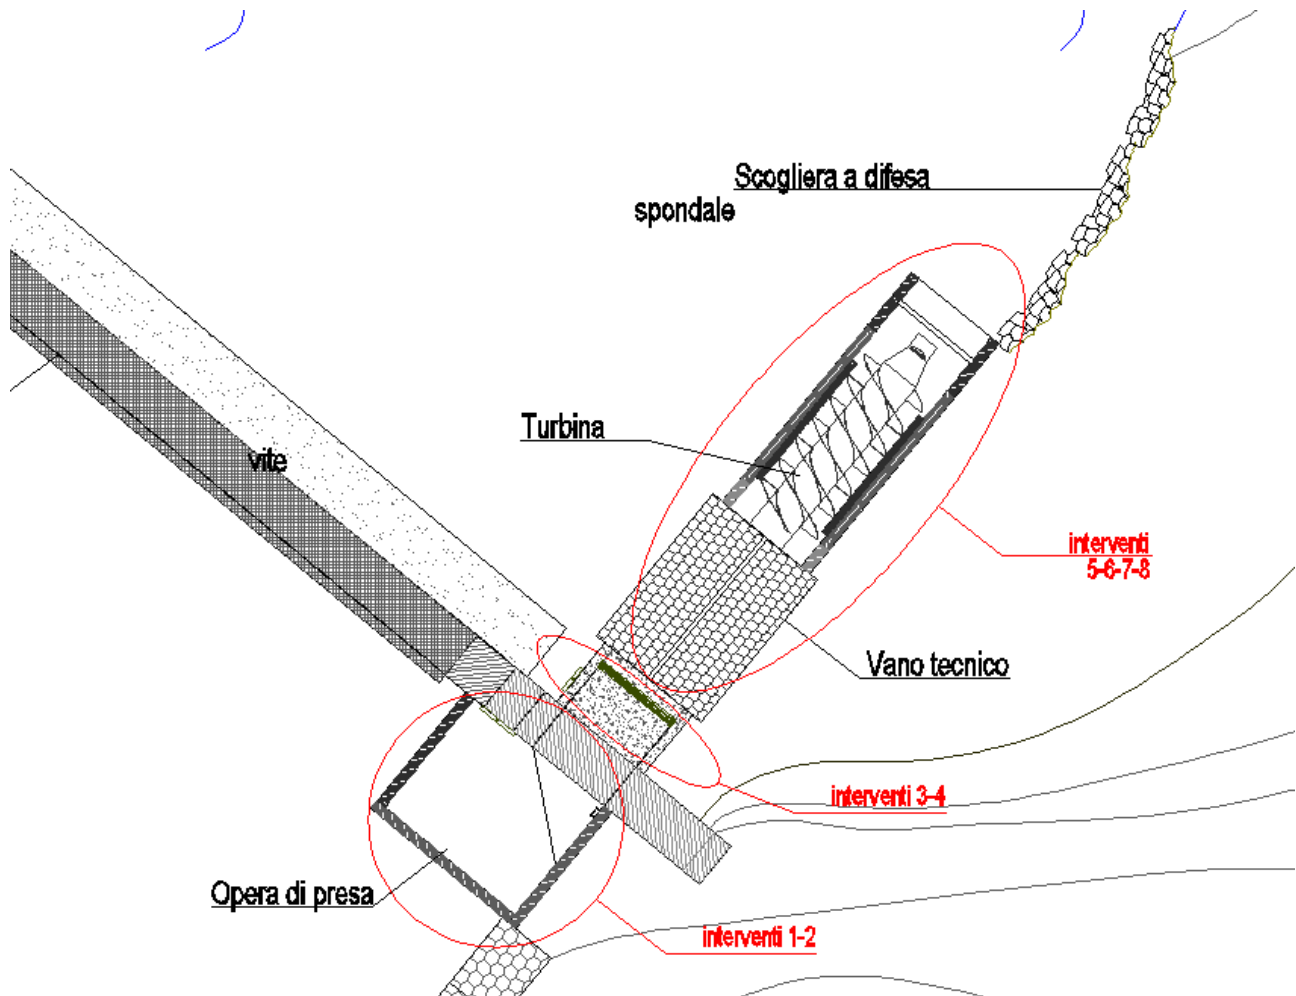 Scogliera a difesa
spondale
Turbina
vite
interventi
5-6-7-8
Vano tecnico
interventi 3-4
Opera di presa
interventi 1-2